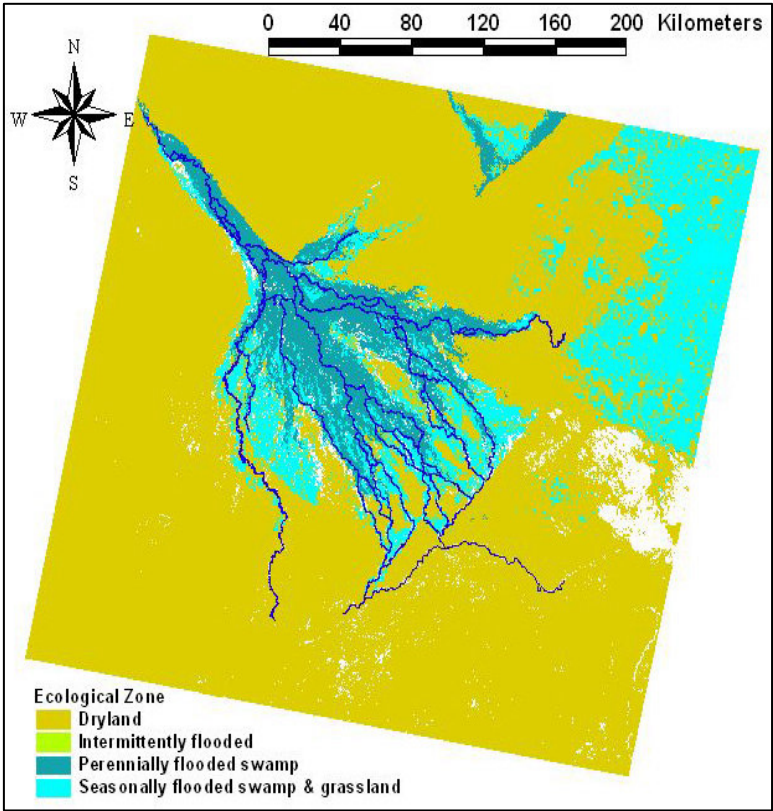 0 40 80 120 160 200 Kilometers
N
W E
S
Ecological Zone
Dryland
Intermittently flooded
Perennially flooded swamp
Seasonally flooded swamp & grassland